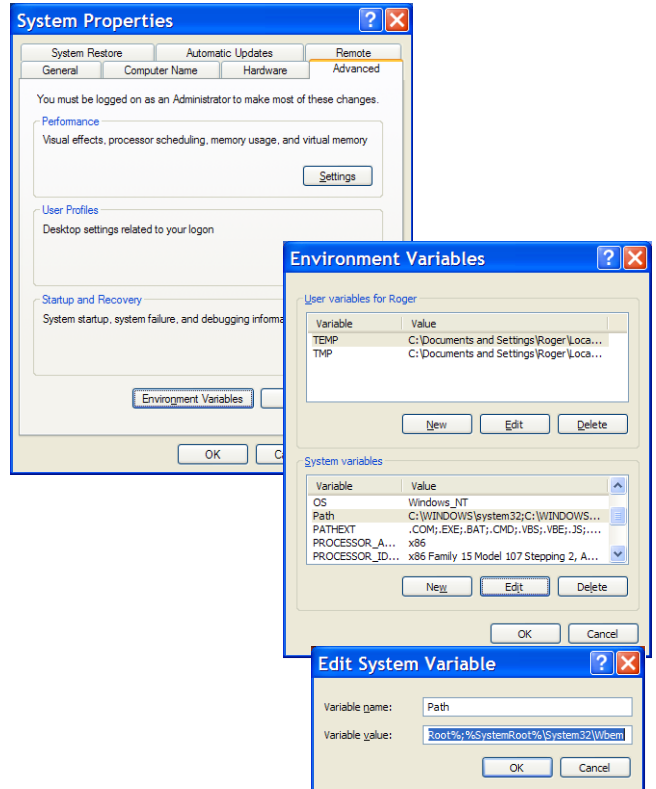 System Properties
System Restore Automatic Updates Remote
General Computer Name Hardware Advanced
You must be logged on as an Administrator to make most of these changes.
Performance
Visual effects, processor scheduling, memory usage, and virtual memory
Settings
User Profiles
Desktop settings related to your logon
Startup and Recovery
System startup, system failure, and debugging informa
Environment Variables
OK Ca
Environment Variables
User variables for Roger
Variable Value
TEMP C:\Documents and Settings\Roger\Loca...
TMP C:\Documents and Settings\Roger\Loca...
New Edit Delete
System variables
Variable Value
OS Windows_NT
Path C:\WINDOWS\system32;C:\WINDOWS...
PATHEXT .COM;.EXE;.BAT;.CMD;.VBS;.VBE;.JS;....
PROCESSOR_A... x86
PROCESSOR_ID... x86 Family 15 Model 107 Stepping 2, A...
New Edit Delete
OK Cancel
Edit System Variable
Variable name: Path
Variable value: Root%;%SystemRoot%\System32\Wbem
OK Cancel